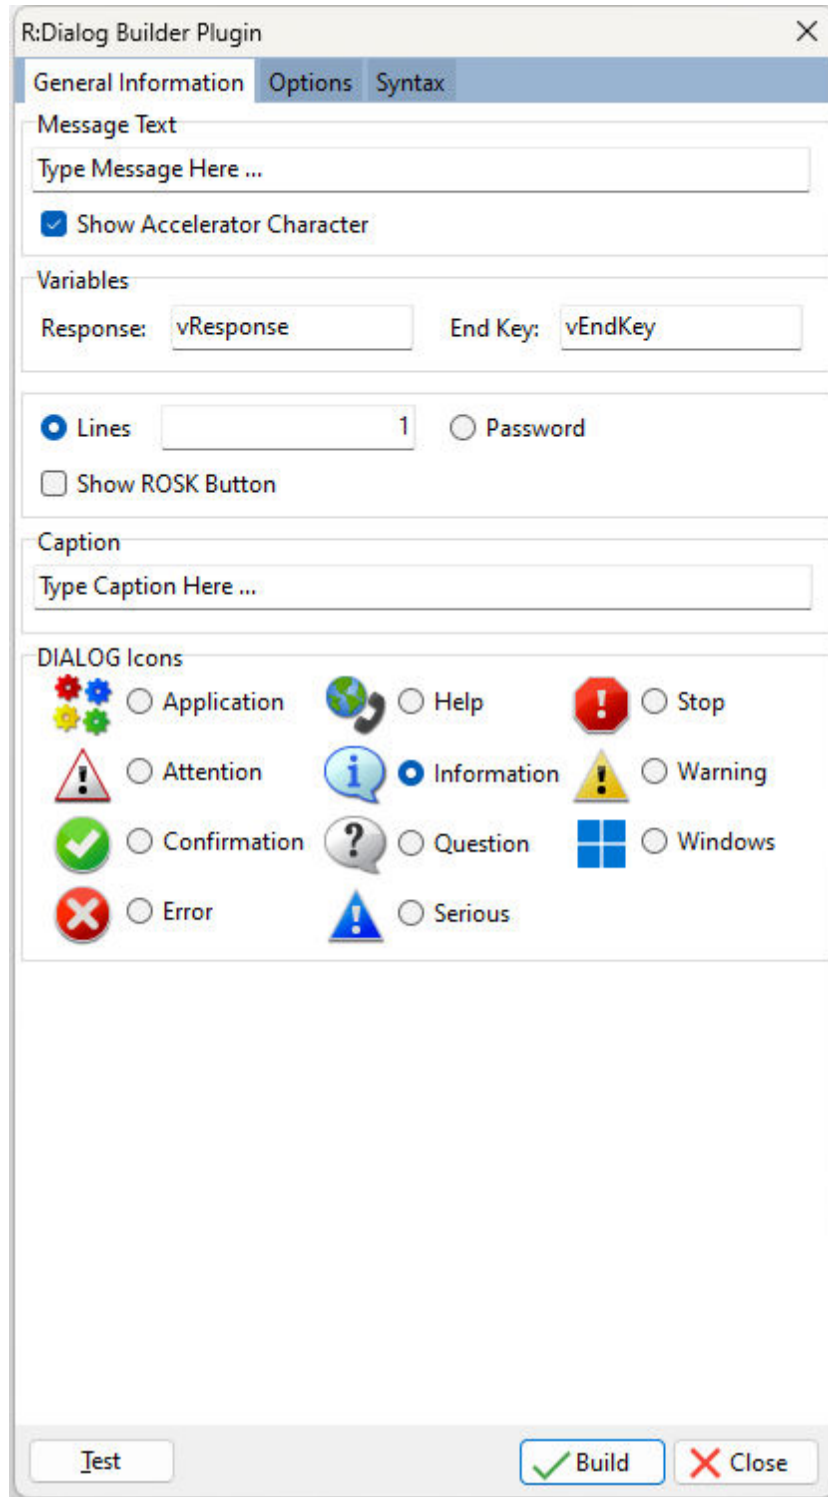 R:Dialog Builder Plugin
General Information Options Syntax
Message Text
Type Message Here ...
Show Accelerator Character
Variables
Response: vResponse End Key: vEndKey
Lines 1 Password
Show ROSK Button
Caption
Type Caption Here ...
DIALOG Icons
Application Help Stop
Attention Information Warning
Confirmation Question Windows
Error Serious
Test Build Close